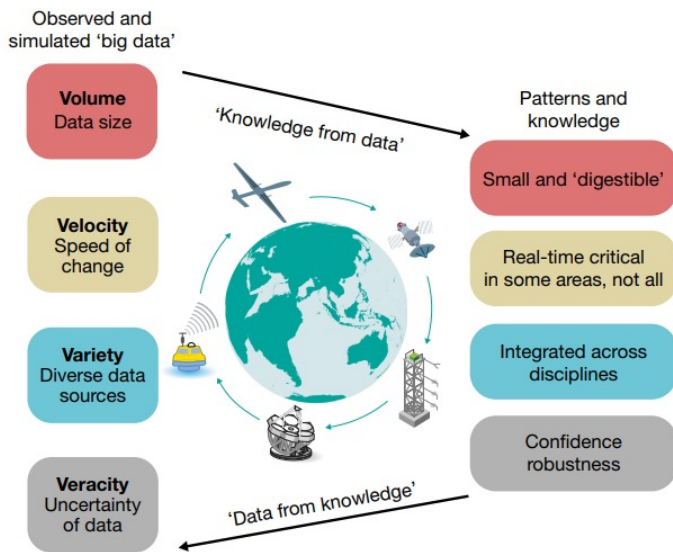 Observed and
simulated ‘big data’
Volume
Data size
Velocity
Speed of
change
Variety
Diverse data
sources
Veracity
Uncertainty
of data
‘Knowledge from data’
‘Data from knowledge’
Patterns and
knowledge
Small and ‘digestible’
Real-time critical
in some areas, not all
Integrated across
disciplines
Confidence
robustness